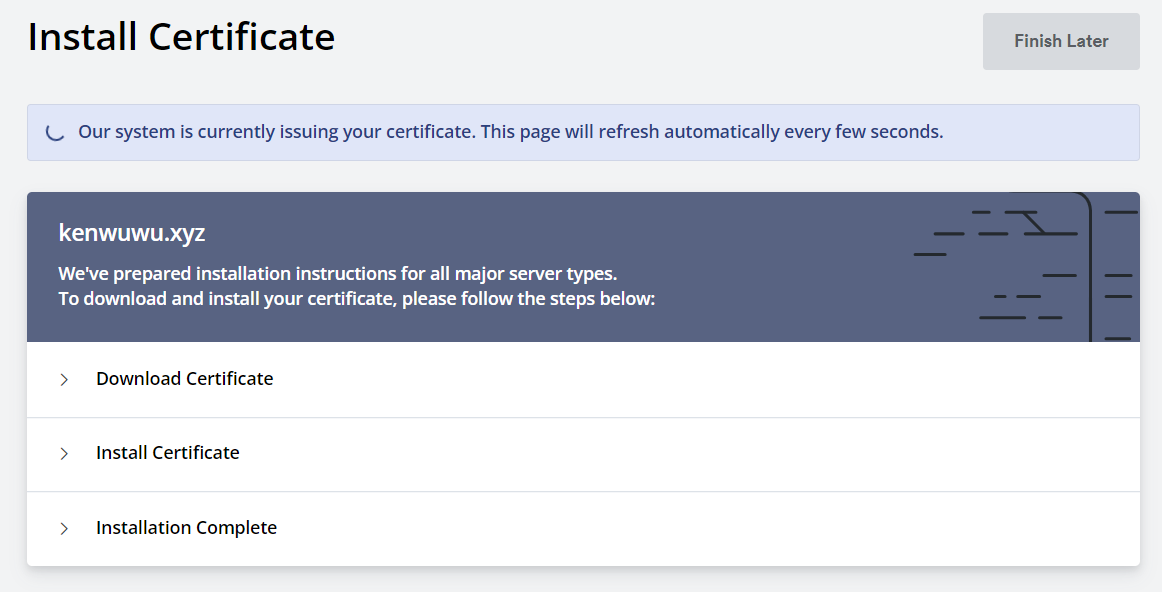 Install Certificate
Finish Later
Our system is currently issuing your certificate. This page will refresh automatically every few seconds.
kenwuwu.xyz
We've prepared installation instructions for all major server types.
To download and install your certificate, please follow the steps below:
Download Certificate
Install Certificate
Installation Complete